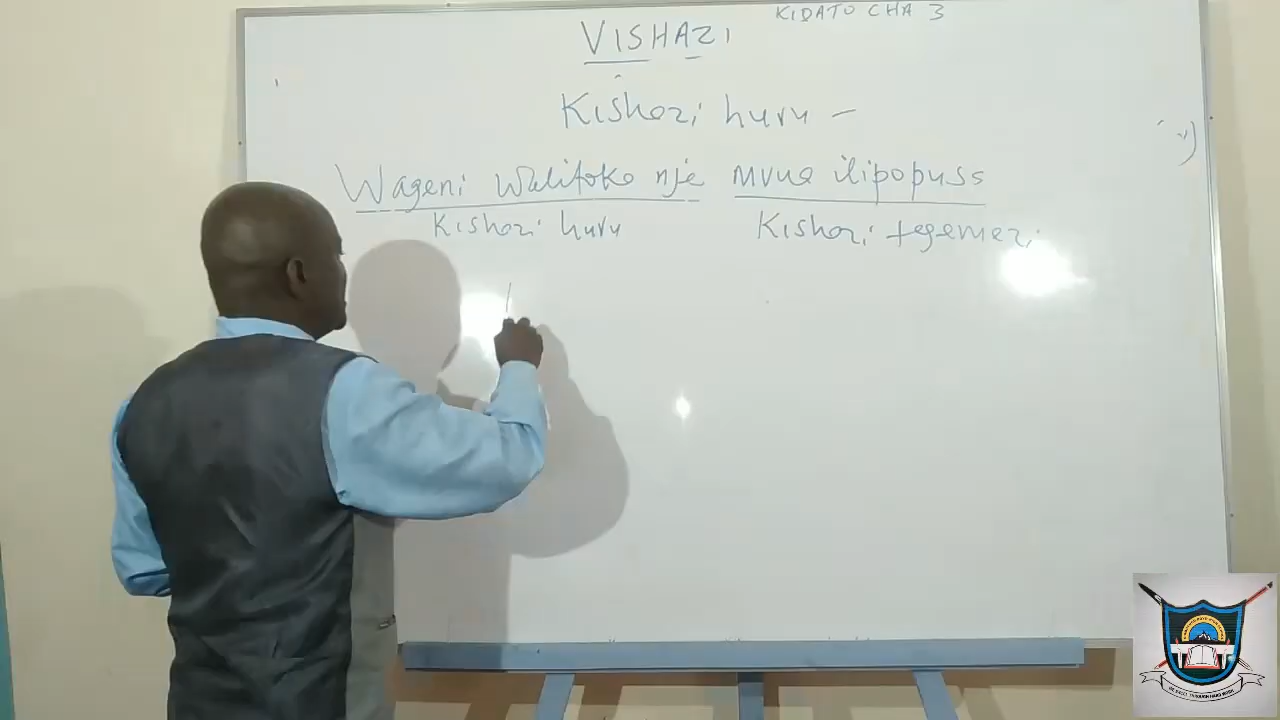 KIDATO CHA 3
VISHAZI
Kishazi huru –
Wageni walitoka nje mvua ilipopusa
Kishazi huru Kishazi tegemezi